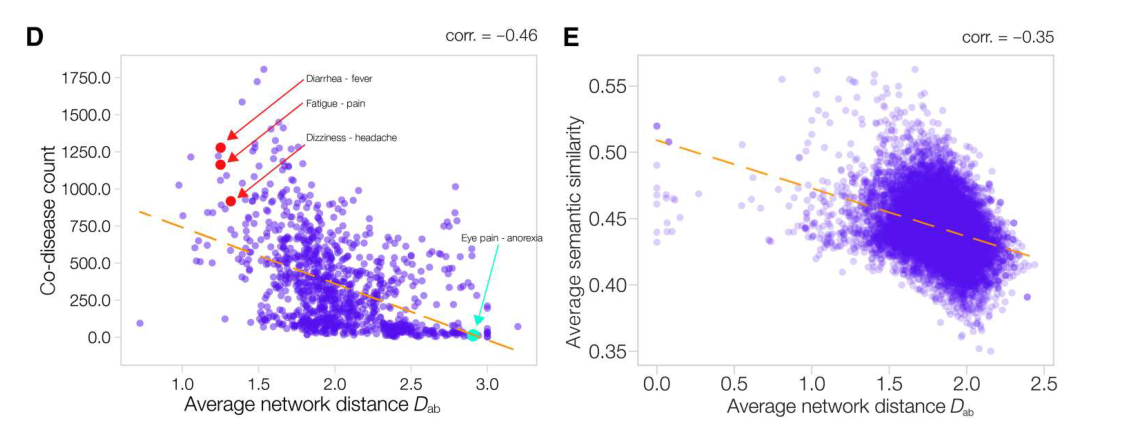 D
corr. = −0.46
1750.0
1500.0
1250.0
1000.0
750.0
500.0
250.0
0.0
Co-disease count
Diarrhea - fever
Fatigue - pain
Dizziness - headache
Eye pain - anorexia
1.0 1.5 2.0 2.5 3.0
Average network distance Dab
E
corr. = −0.35
0.55
0.50
0.45
0.40
0.35
Average semantic similarity
0.0 0.5 1.0 1.5 2.0 2.5
Average network distance Dab